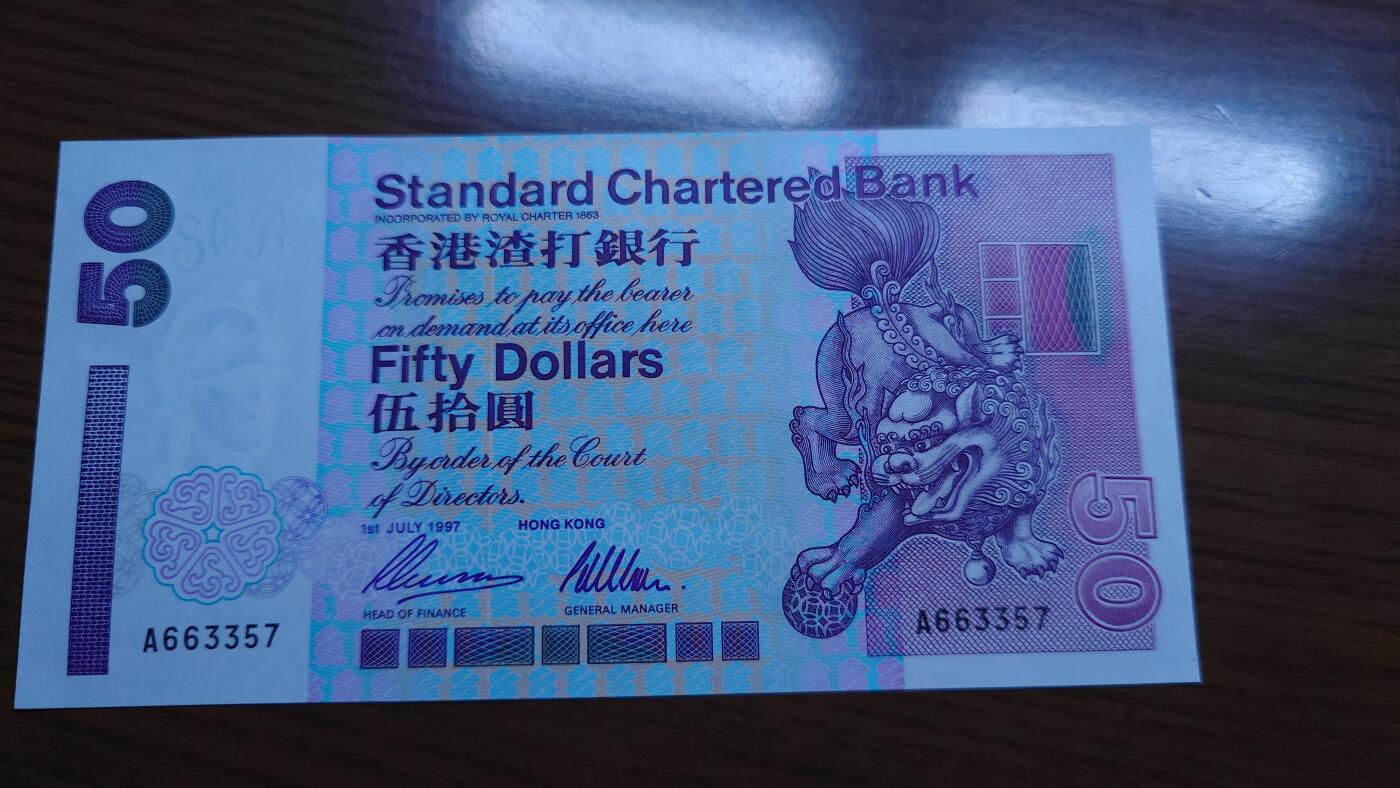 50
SCB
Standard Chartered Bank
INCORPORATED BY ROYAL CHARTER 1853
香港渣打銀行
Promises to pay the bearer
on demand at its office here
Fifty Dollars
伍拾圓
By order of the Court
of Directors.
1st JULY 1997 HONG KONG
HEAD OF FINANCE GENERAL MANAGER
A663357
A663357
50